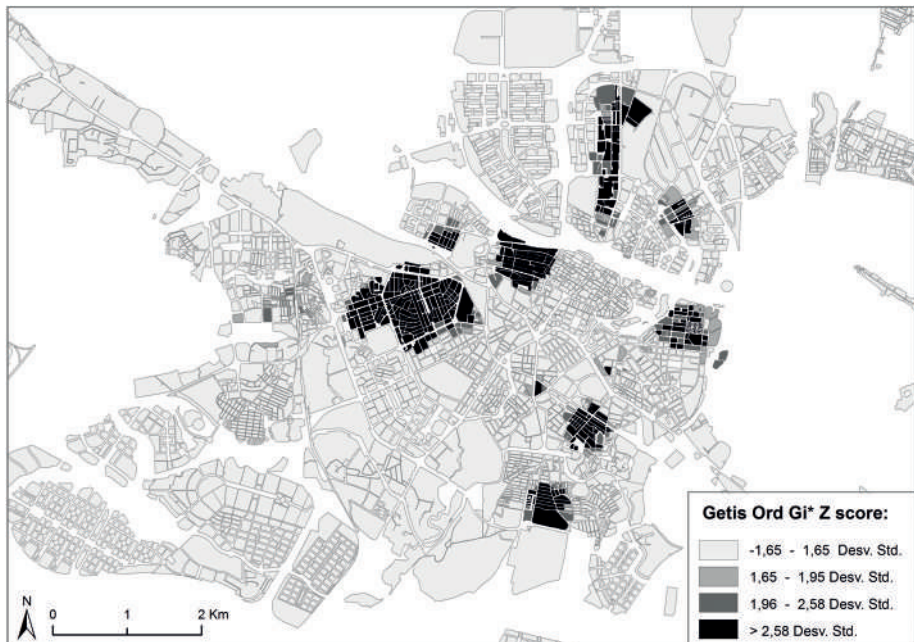 Getis Ord Gi* Z score:
-1,65 - 1,65 Desv. Std.
1,65 - 1,95 Desv. Std.
1,96 - 2,58 Desv. Std.
> 2,58 Desv. Std.
N
0 1 2 Km